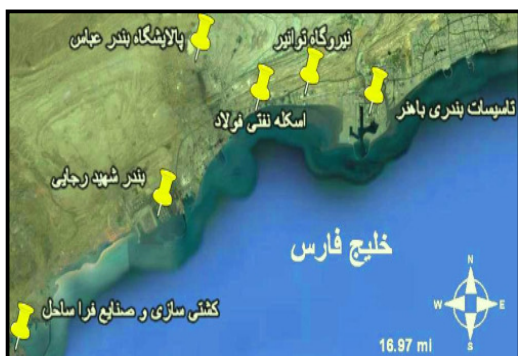 نیروگاه توانیر
پالایشگاه بندر عباس
تاسیسات بندری باهنر
اسکله نفتی فولاد
بندر شهید رجایی
خلیج فارس
کشتی سازی و صنایع فرا ساحل
N
W E
S
16.97 mi